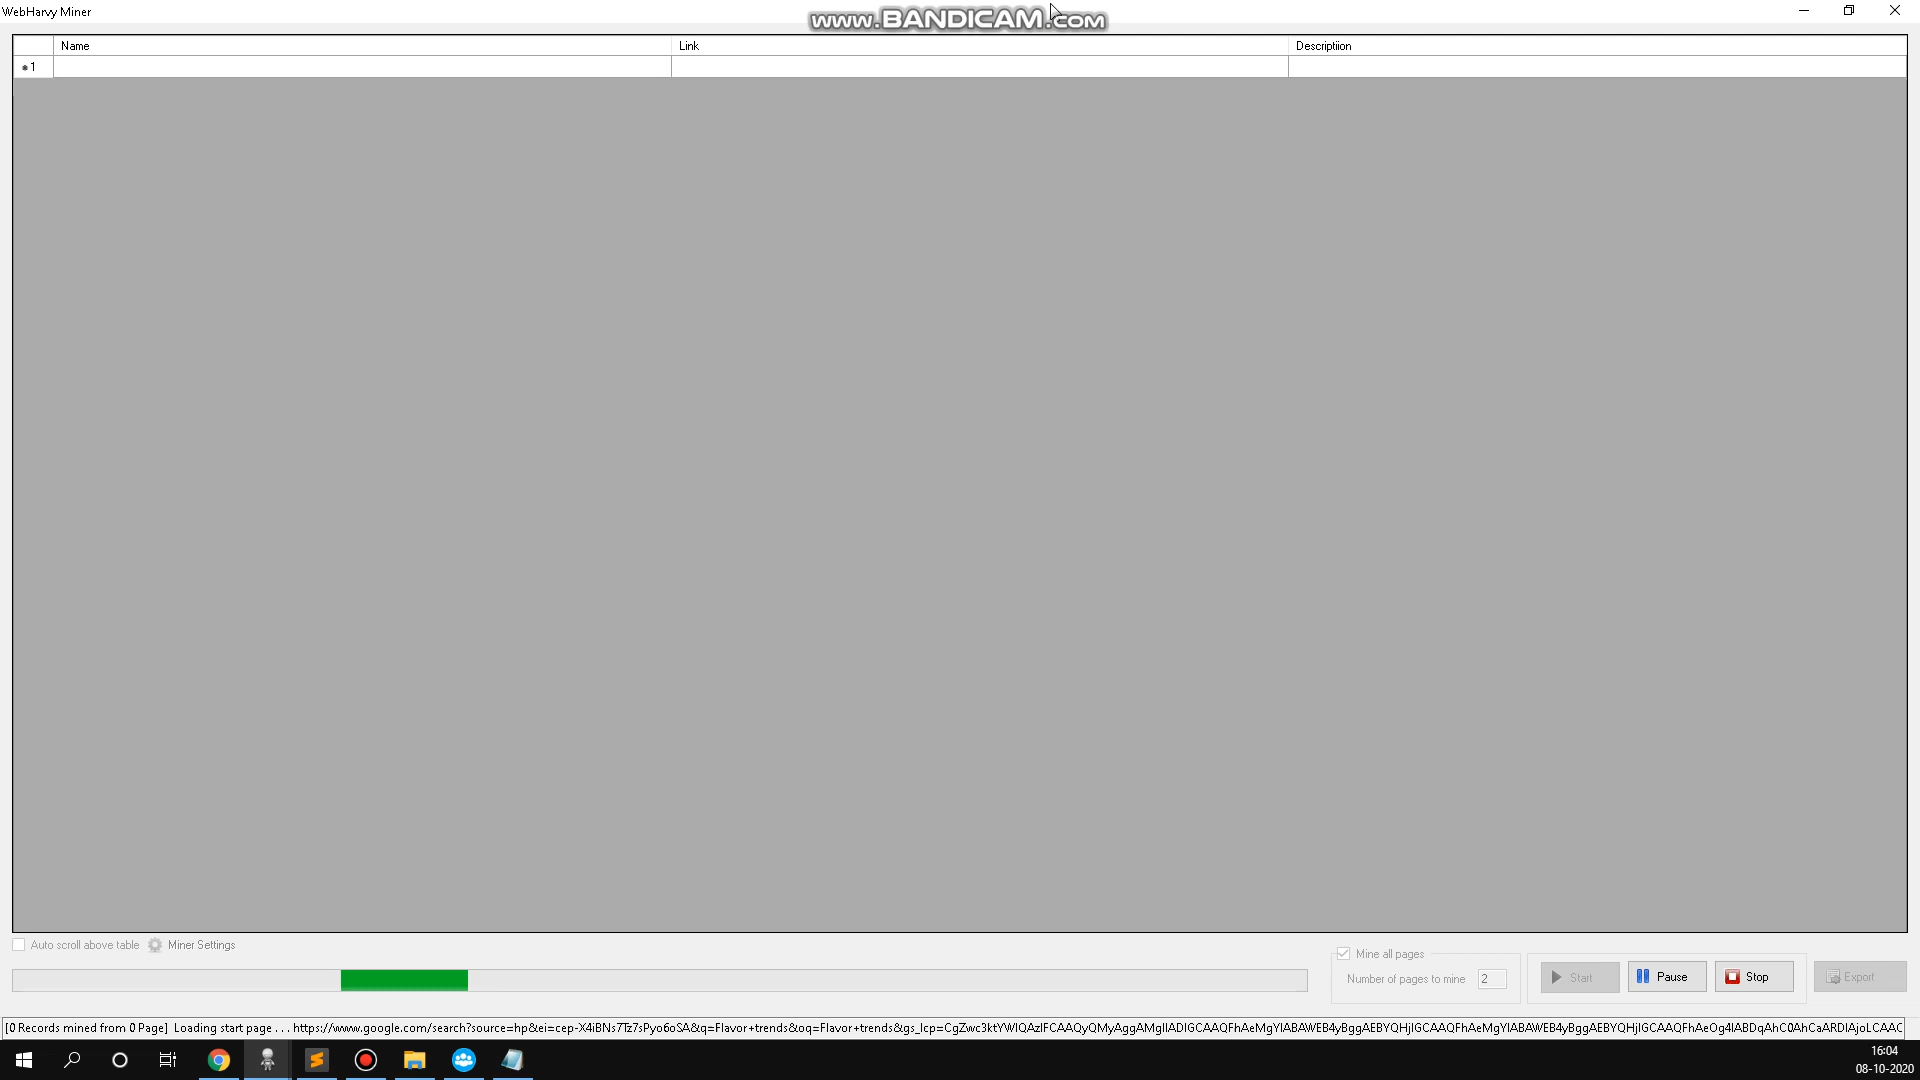 WebHarvy Miner
www.BANDICAM.COM
Name Link Descriptiion
1
Auto scroll above table Miner Settings
Mine all pages
Number of pages to mine 2
Start Pause Stop Export
[0 Records mined from 0 Page] Loading start page . . . https://www.google.com/search?source=hp&ei=cep-X4iBNs7Tz7sPyo6oSA&q=Flavor+trends&oq=Flavor+trends&gs_lcp=
16:04
08-10-2020